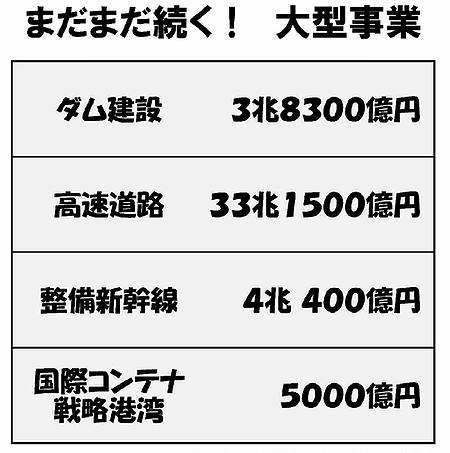 まだまだ続く！　大型事業
ダム建設　3兆8300億円
高速道路　33兆1500億円
整備新幹線　4兆 400億円
国際コンテナ
戦略港湾　5000億円